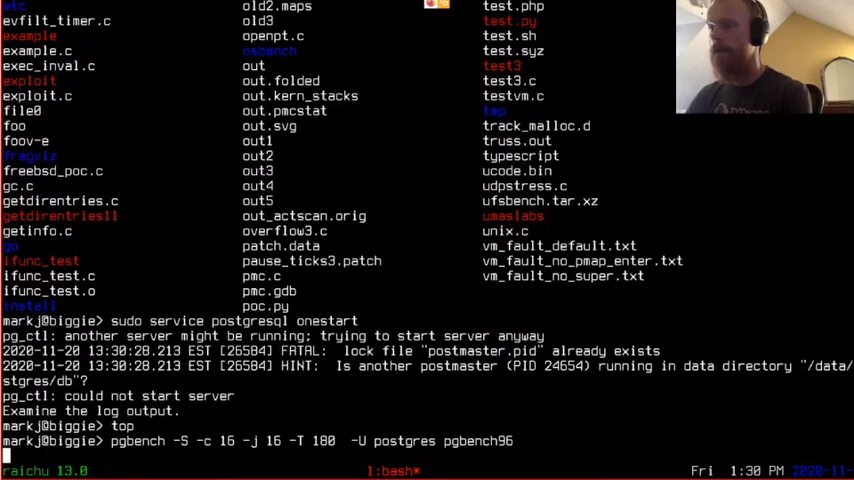 etc old2.maps test.php
evfilt_timer.c old3 test.py
example openpt.c test.sh
example.c osbench test.syz
exec_inval.c out test3
exploit out.folded test3.c
exploit.c out.kern_stacks testvm.c
file0 out.pmcstat tmp
foo out.svg track_malloc.d
foov-e out1 truss.out
fragviz out2 typescript
freebsd_poc.c out3 ucode.bin
gc.c out4 udpstress.c
getdirentries.c out5 ufsbench.tar.xz
getdirentries11 out_actscan.orig umaslabs
getinfo.c overflow3.c unix.c
go patch.data vm_fault_default.txt
ifunc_test pause_ticks3.patch vm_fault_no_pmap_enter.txt
ifunc_test.c pmc.c vm_fault_no_super.txt
ifunc_test.o pmc.gdb
install poc.py
markj@biggie> sudo service postgresql onestart
pg_ctl: another server might be running; trying to start server anyway
2020-11-20 13:30:28.213 EST [26584] FATAL:  lock file "postmaster.pid" already exists
2020-11-20 13:30:28.213 EST [26584] HINT:  Is another postmaster (PID 24654) running in data directory "/data/
stgres/db"?
pg_ctl: could not start server
Examine the log output.
markj@biggie> top
markj@biggie> pgbench -S -c 16 -j 16 -T 180  -U postgres pgbench96
raichu 13.0 1:bash* Fri  1:30 PM 2020-11-